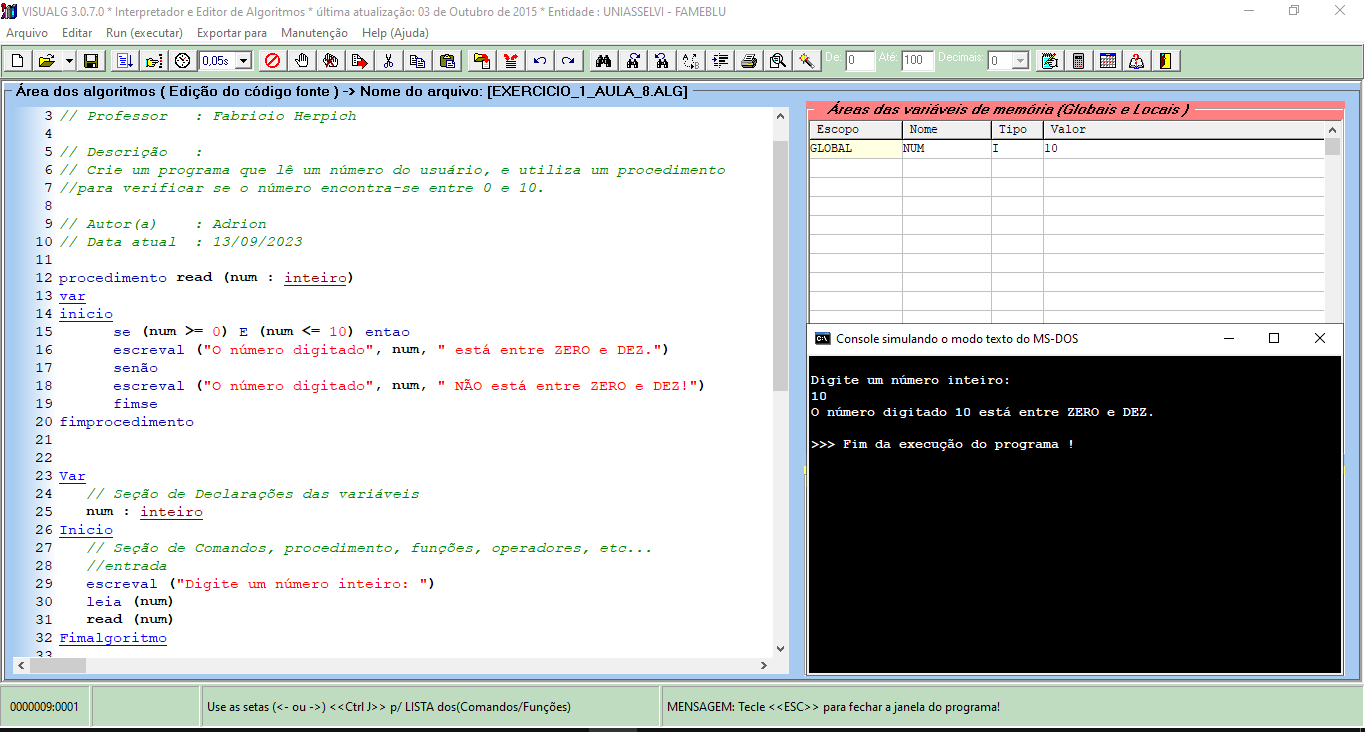 VISUALG 3.0.7.0 * Interpretador e Editor de Algoritmos * última atualização: 03 de Outubro de 2015 * Entidade : UNIASSELVI - FAMEBLU
Arquivo Editar Run (executar) Exportar para Manutenção Help (Ajuda)
0,05s De: 0 Até: 100 Decimais: 0
Área dos algoritmos ( Edição do código fonte ) -> Nome do arquivo: [EXERCICIO_1_AULA_8.ALG]
3 // Professor : Fabricio Herpich
4
5 // Descrição :
6 // Crie um programa que lê um número do usuário, e utiliza um procedimento
7 //para verificar se o número encontra-se entre 0 e 10.
8
9 // Autor(a) : Adrion
10 // Data atual : 13/09/2023
11
12 procedimento read (num : inteiro)
13 var
14 inicio
15 se (num >= 0) E (num <= 10) entao
16 escreval ("O número digitado", num, " está entre ZERO e DEZ.")
17 senão
18 escreval ("O número digitado", num, " NÃO está entre ZERO e DEZ!")
19 fimse
20 fimprocedimento
21
22
23 Var
24 // Seção de Declarações das variáveis
25 num : inteiro
26 Inicio
27 // Seção de Comandos, procedimento, funções, operadores, etc...
28 //entrada
29 escreval ("Digite um número inteiro: ")
30 leia (num)
31 read (num)
32 Fimalgoritmo
33
Áreas das variáveis de memória (Globais e Locais )
Escopo Nome Tipo Valor
GLOBAL NUM I 10
Console simulando o modo texto do MS-DOS
Digite um número inteiro:
10
O número digitado 10 está entre ZERO e DEZ.
>>> Fim da execução do programa !
0000009:0001 Use as setas (<- ou ->) <<Ctrl J>> p/ LISTA dos(Comandos/Funções) MENSAGEM: Tecle <<ESC>> para fechar a janela do programa!